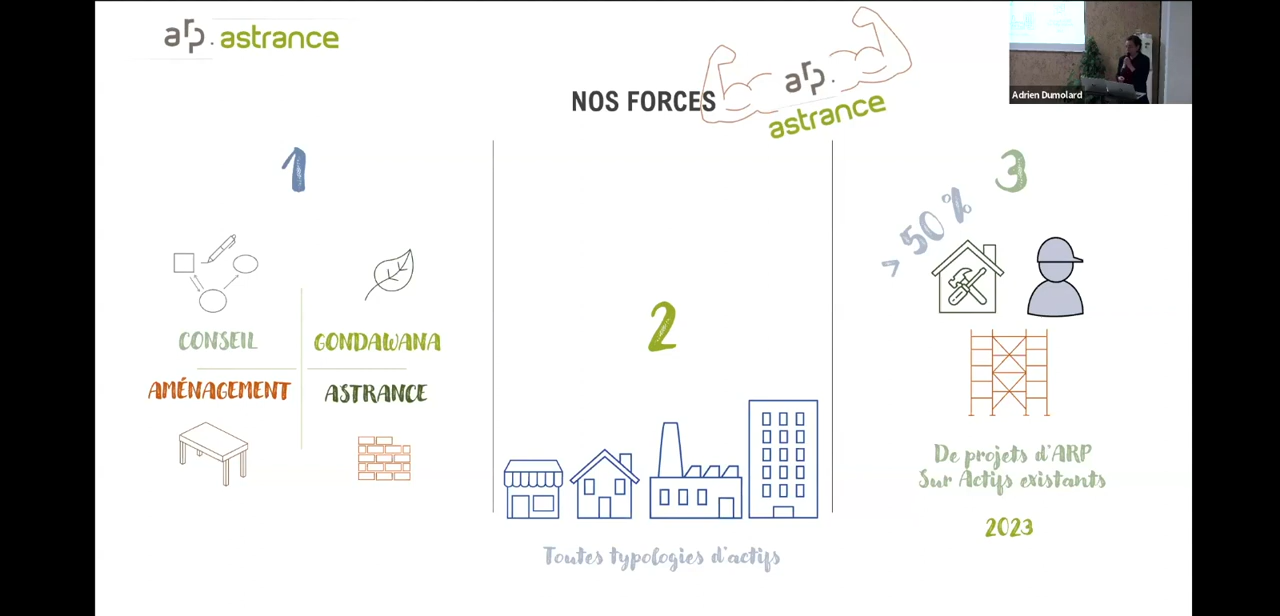 arp. astrance
Adrien Dumolard
NOS FORCES
arp.
astrance
1
CONSEIL
GONDAWANA
AMÉNAGEMENT
ASTRANCE
2
Toutes typologies d'actifs
3
> 50 %
De projets d'ARP
Sur Actifs existants
2023